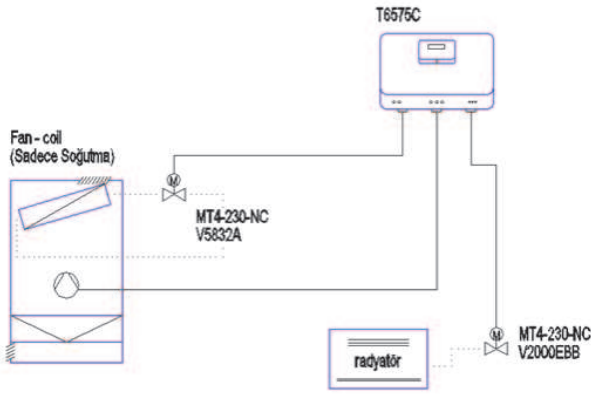 T6575C
Fan - coil
(Sadece Soğutma)
M
MT4-230-NC
V5832A
M
MT4-230-NC
V2000EBB
radyatör